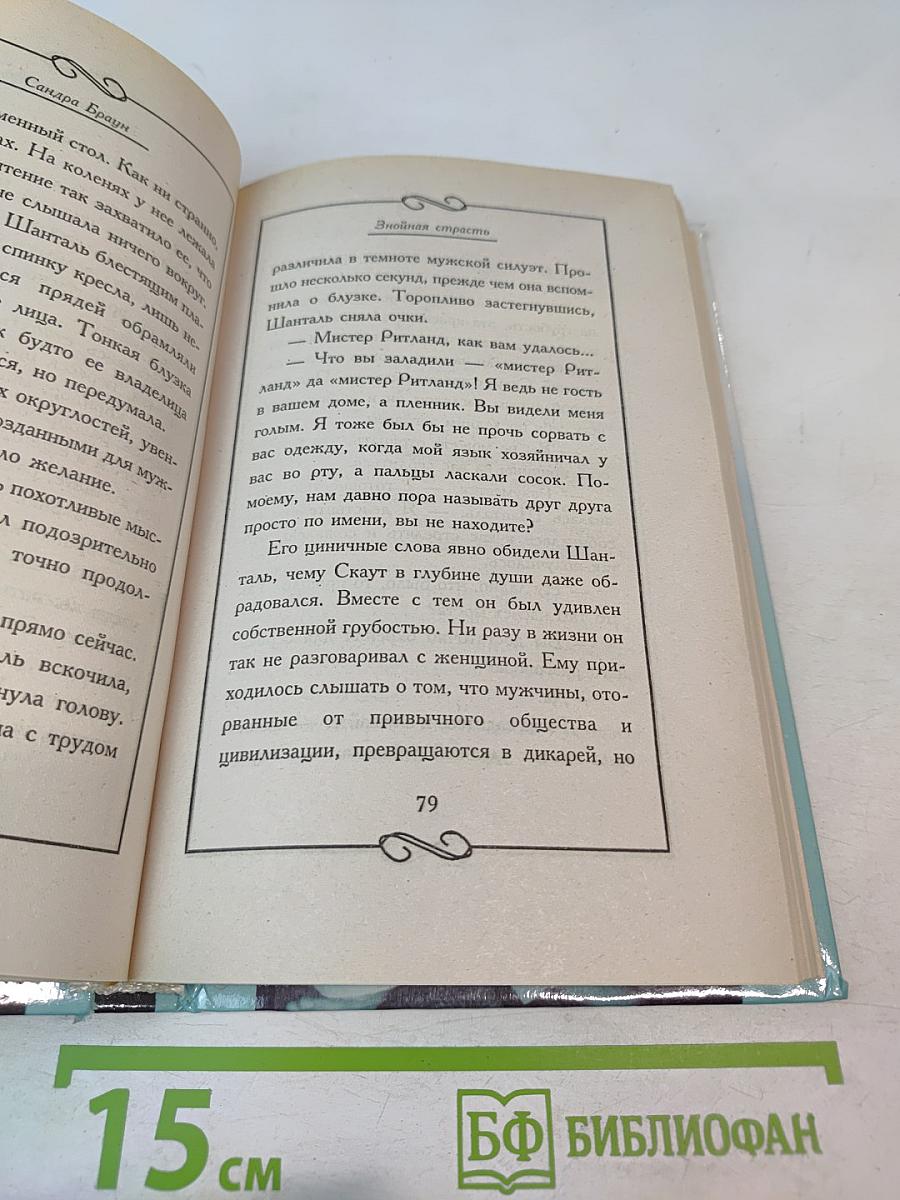 Сандра Браун
менный стол. Как ни странно,
ах. На коленях у нее лежала
чтение так захватило ее, что
не слышала ничего вокруг.
Шанталь блестящим пла-
спинку кресла, лишь не-
ся прядей обрамляли
лица. Тонкая блузка
к будто ее владелица
ся, но передумала.
х округлостей, увен-
озданными для муж-
ло желание.
похотливые мыс-
л подозрительно
точно продол-
прямо сейчас.
ль вскочила,
нула голову.
на с трудом
Знойная страсть
различила в темноте мужской силуэт. Про-
шло несколько секунд, прежде чем она вспом-
нила о блузке. Торопливо застегнувшись,
Шанталь сняла очки.
— Мистер Ритланд, как вам удалось...
— Что вы заладили — «мистер Рит-
ланд» да «мистер Ритланд»! Я ведь не гость
в вашем доме, а пленник. Вы видели меня
голым. Я тоже был бы не прочь сорвать с
вас одежду, когда мой язык хозяйничал у
вас во рту, а пальцы ласкали сосок. По-
моему, нам давно пора называть друг друга
просто по имени, вы не находите?
Его циничные слова явно обидели Шан-
таль, чему Скаут в глубине души даже об-
радовался. Вместе с тем он был удивлен
собственной грубостью. Ни разу в жизни он
так не разговаривал с женщиной. Ему при-
ходилось слышать о том, что мужчины, ото-
рванные от привычного общества и
цивилизации, превращаются в дикарей, но
79
15 см
БФ БИБЛИОФАН